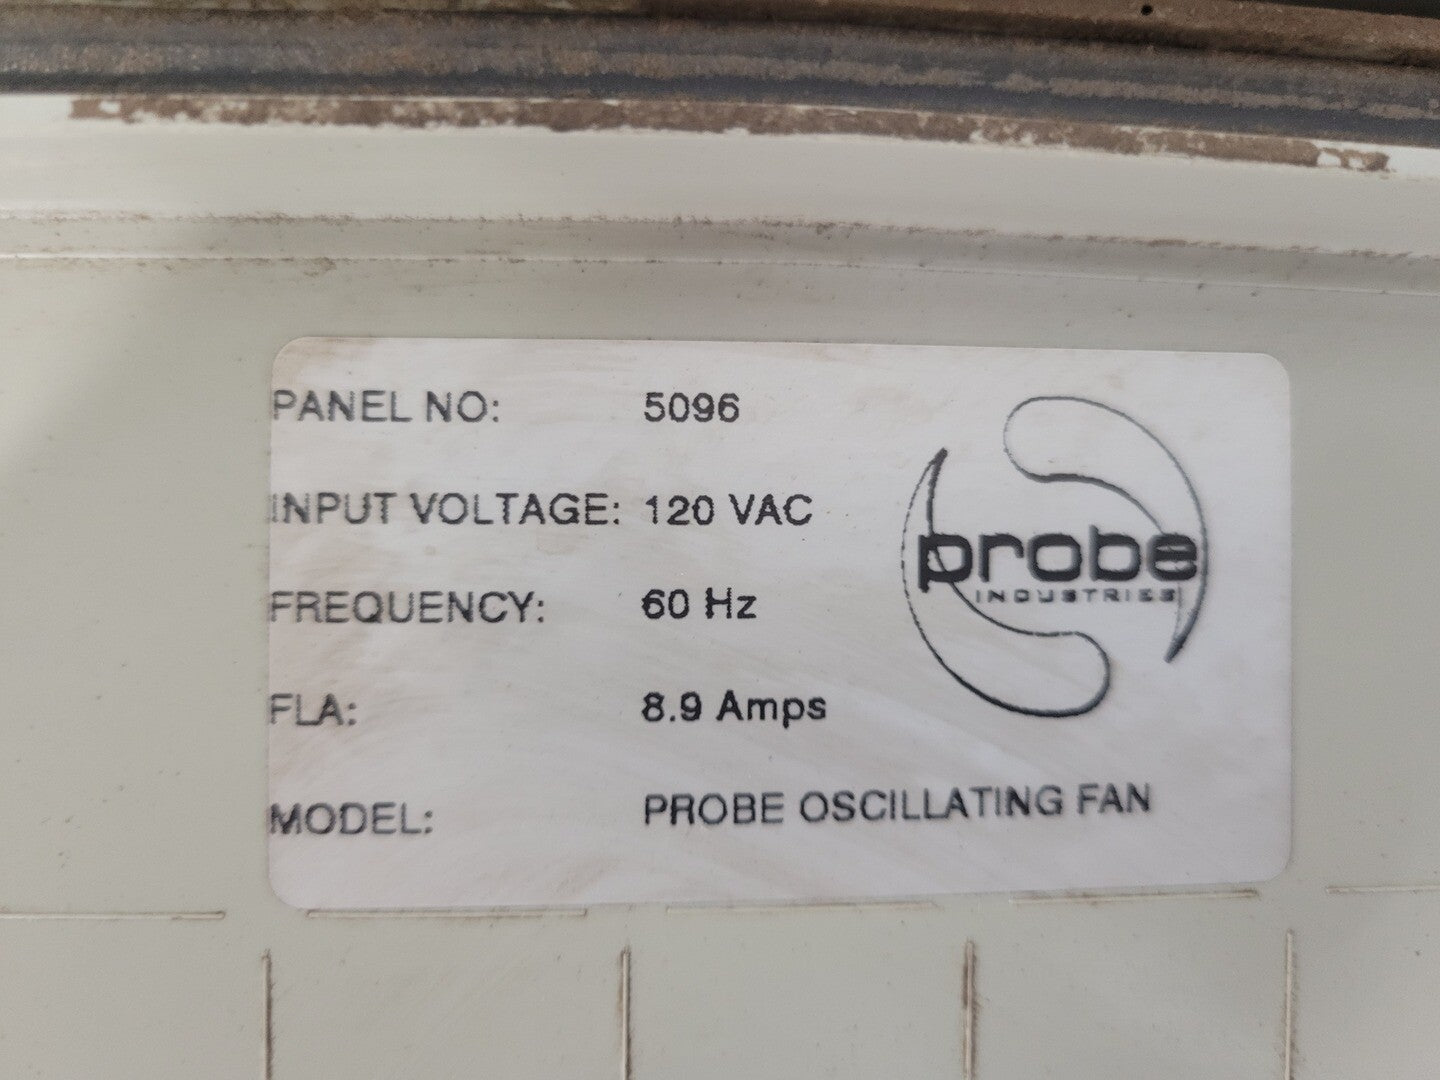 PANEL NO: 5096
INPUT VOLTAGE: 120 VAC
FREQUENCY: 60 Hz
FLA: 8.9 Amps
MODEL: PROBE OSCILLATING FAN
probe
INDUSTRIES